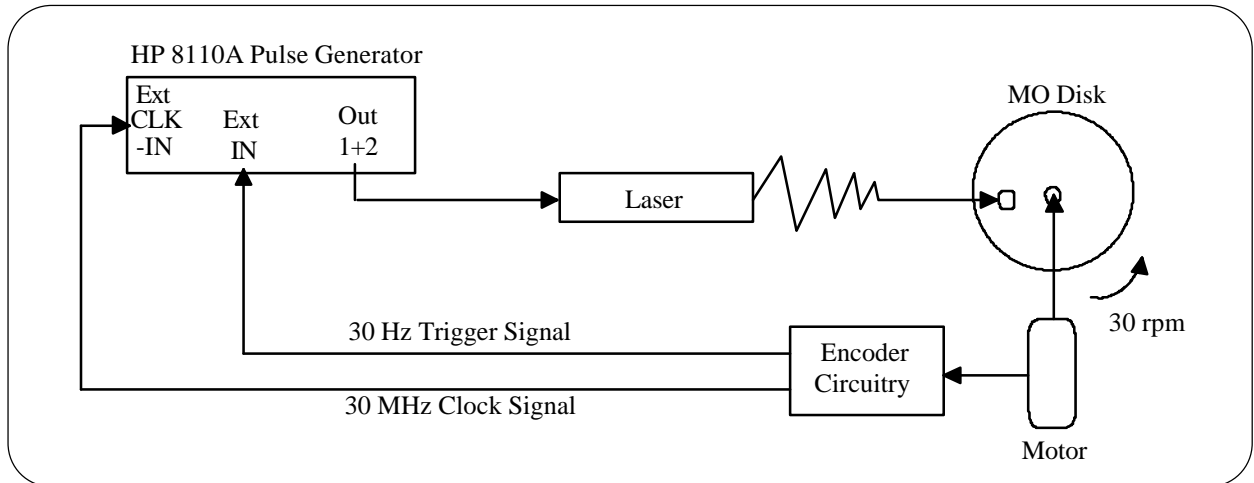 HP 8110A Pulse Generator
Ext
CLK
-IN
Ext
IN
Out
1+2
Laser
MO Disk
30 rpm
30 Hz Trigger Signal
Encoder
Circuitry
30 MHz Clock Signal
Motor